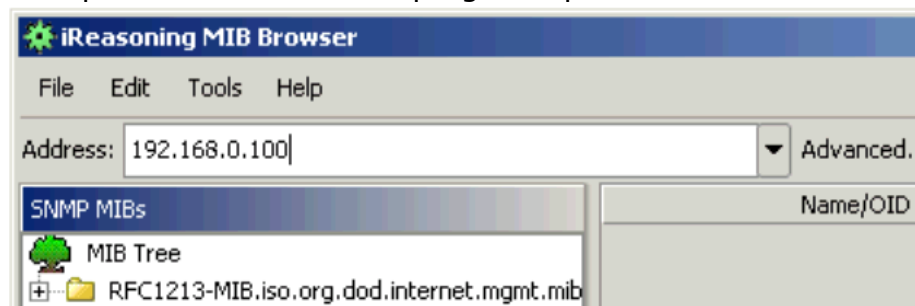 iReasoning MIB Browser
File Edit Tools Help
Address: 192.168.0.100 Advanced.
SNMP MIBs Name/OID
MIB Tree
RFC1213-MIB.iso.org.dod.internet.mgmt.mib